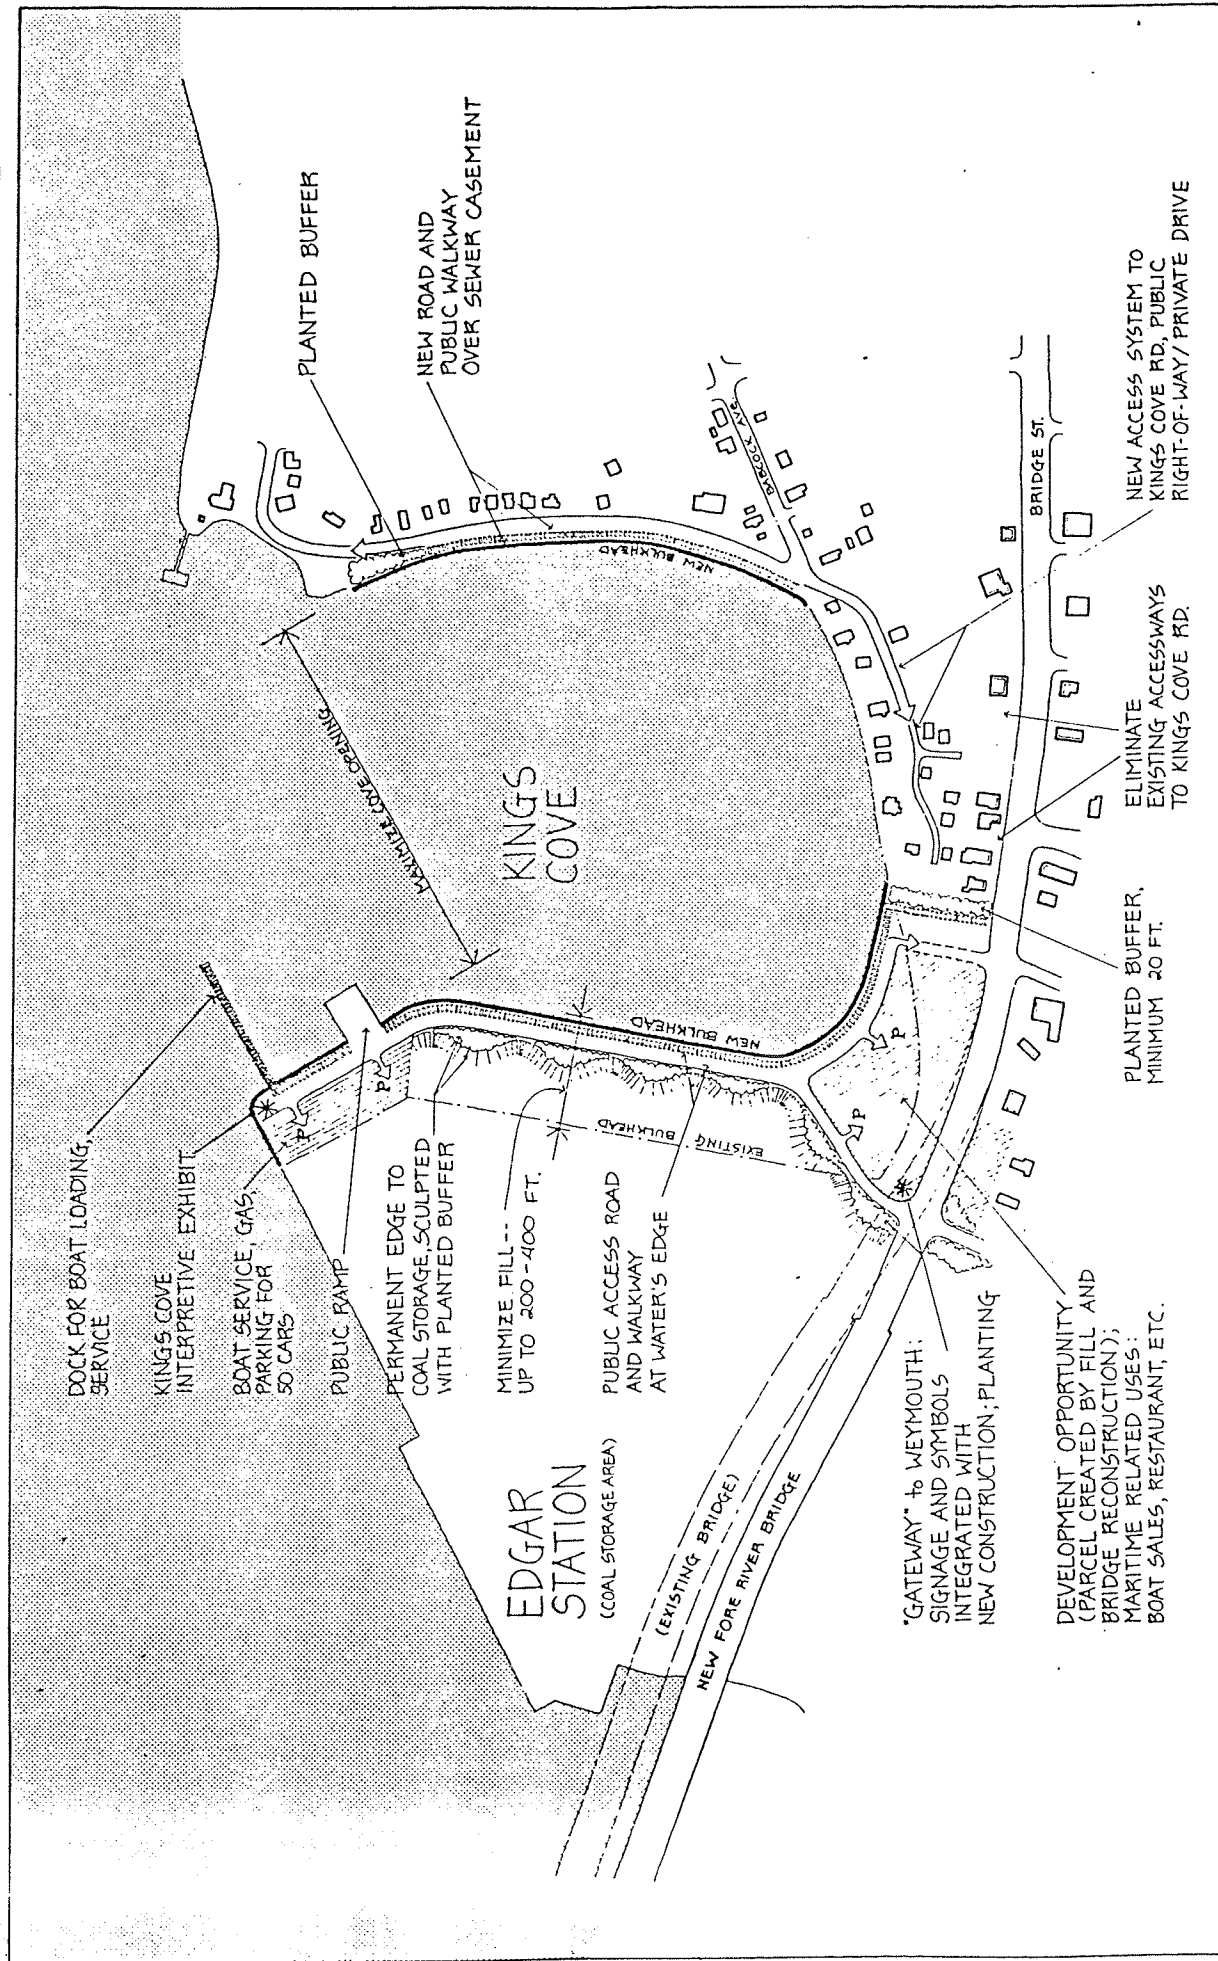 DOCK FOR BOAT LOADING,
SERVICE
KINGS COVE
INTERPRETIVE EXHIBIT
BOAT SERVICE, GAS,
PARKING FOR
50 CARS
PUBLIC RAMP
PERMANENT EDGE TO
COAL STORAGE, SCULPTED
WITH PLANTED BUFFER
MINIMIZE FILL--
UP TO 200-400 FT.
PUBLIC ACCESS ROAD
AND WALKWAY
AT WATER'S EDGE
EDGAR
STATION
(COAL STORAGE AREA)
(EXISTING BRIDGE)
NEW FORE RIVER BRIDGE
"GATEWAY" to WEYMOUTH:
SIGNAGE AND SYMBOLS
INTEGRATED WITH
NEW CONSTRUCTION; PLANTING
DEVELOPMENT OPPORTUNITY
(PARCEL CREATED BY FILL AND
BRIDGE RECONSTRUCTION);
MARITIME RELATED USES:
BOAT SALES, RESTAURANT, ETC.
EXISTING BULKHEAD
NEW BULKHEAD
P
P
P
P
MAXIMIZE COVE OPENING
KINGS
COVE
PLANTED BUFFER,
MINIMUM 20 FT.
ELIMINATE
EXISTING ACCESSWAYS
TO KINGS COVE RD.
NEW BULKHEAD
PLANTED BUFFER
NEW ROAD AND
PUBLIC WALKWAY
OVER SEWER CASEMENT
BABCOCK AVE.
BRIDGE ST.
NEW ACCESS SYSTEM TO
KINGS COVE RD, PUBLIC
RIGHT-OF-WAY/ PRIVATE DRIVE